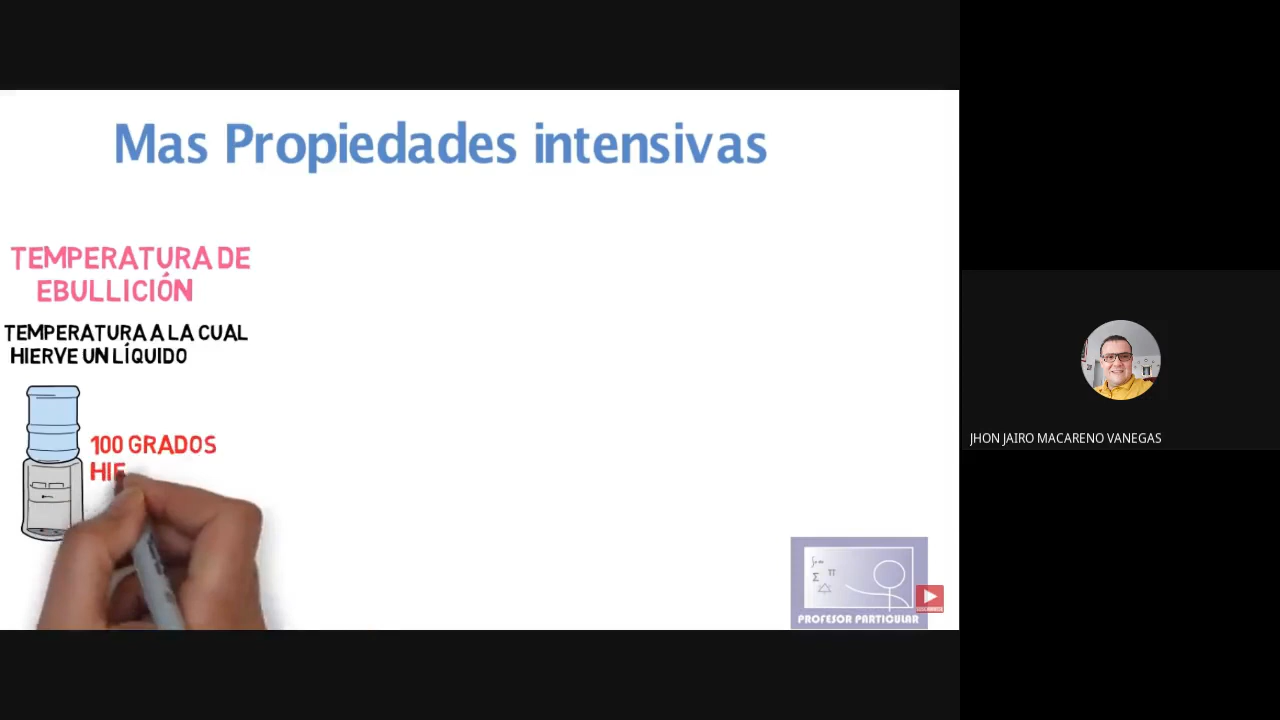 Mas Propiedades intensivas
TEMPERATURA DE
EBULLICIÓN
TEMPERATURA A LA CUAL
HIERVE UN LÍQUIDO
100 GRADOS
HIE
PROFESOR PARTICULAR
JHON JAIRO MACARENO VANEGAS